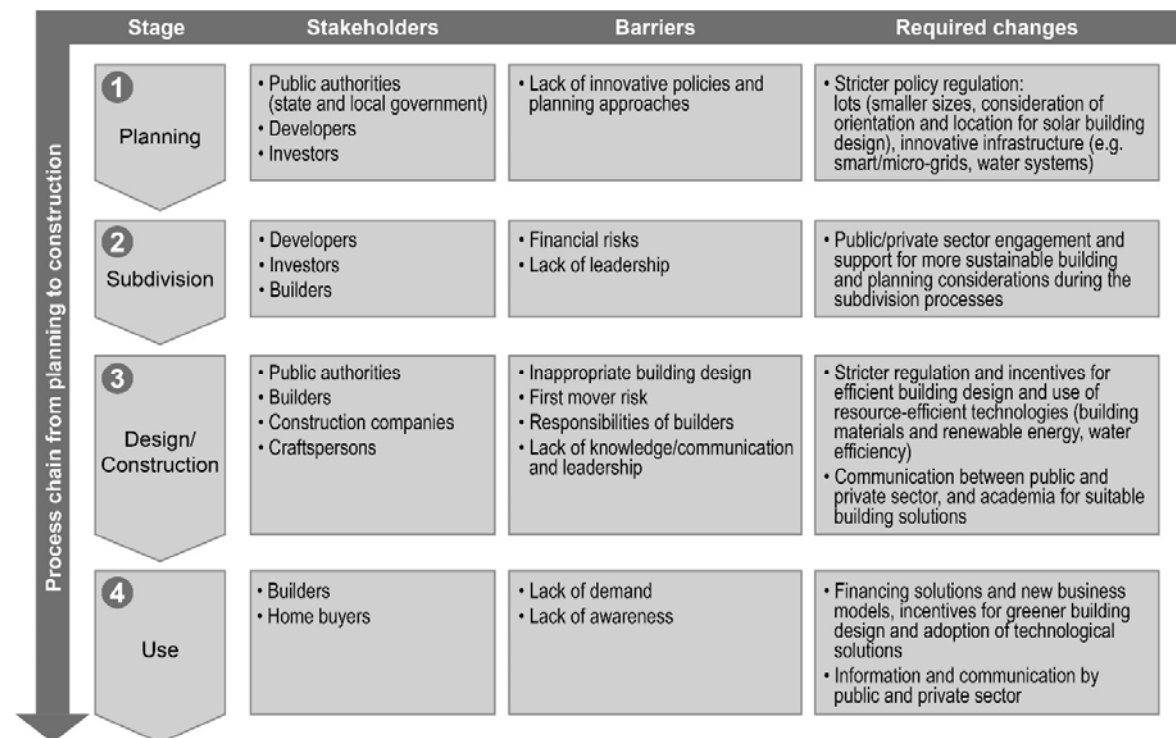 Stage
Stakeholders
Barriers
Required changes
Process chain from planning to construction
1
Planning
• Public authorities
(state and local government)
• Developers
• Investors
• Lack of innovative policies and
planning approaches
• Stricter policy regulation:
lots (smaller sizes, consideration of
orientation and location for solar building
design), innovative infrastructure (e.g.
smart/micro-grids, water systems)
2
Subdivision
• Developers
• Investors
• Builders
• Financial risks
• Lack of leadership
• Public/private sector engagement and
support for more sustainable building
and planning considerations during the
subdivision processes
3
Design/
Construction
• Public authorities
• Builders
• Construction companies
• Craftspersons
• Inappropriate building design
• First mover risk
• Responsibilities of builders
• Lack of knowledge/communication
and leadership
• Stricter regulation and incentives for
efficient building design and use of
resource-efficient technologies (building
materials and renewable energy, water
efficiency)
• Communication between public and
private sector, and academia for suitable
building solutions
4
Use
• Builders
• Home buyers
• Lack of demand
• Lack of awareness
• Financing solutions and new business
models, incentives for greener building
design and adoption of technological
solutions
• Information and communication by
public and private sector